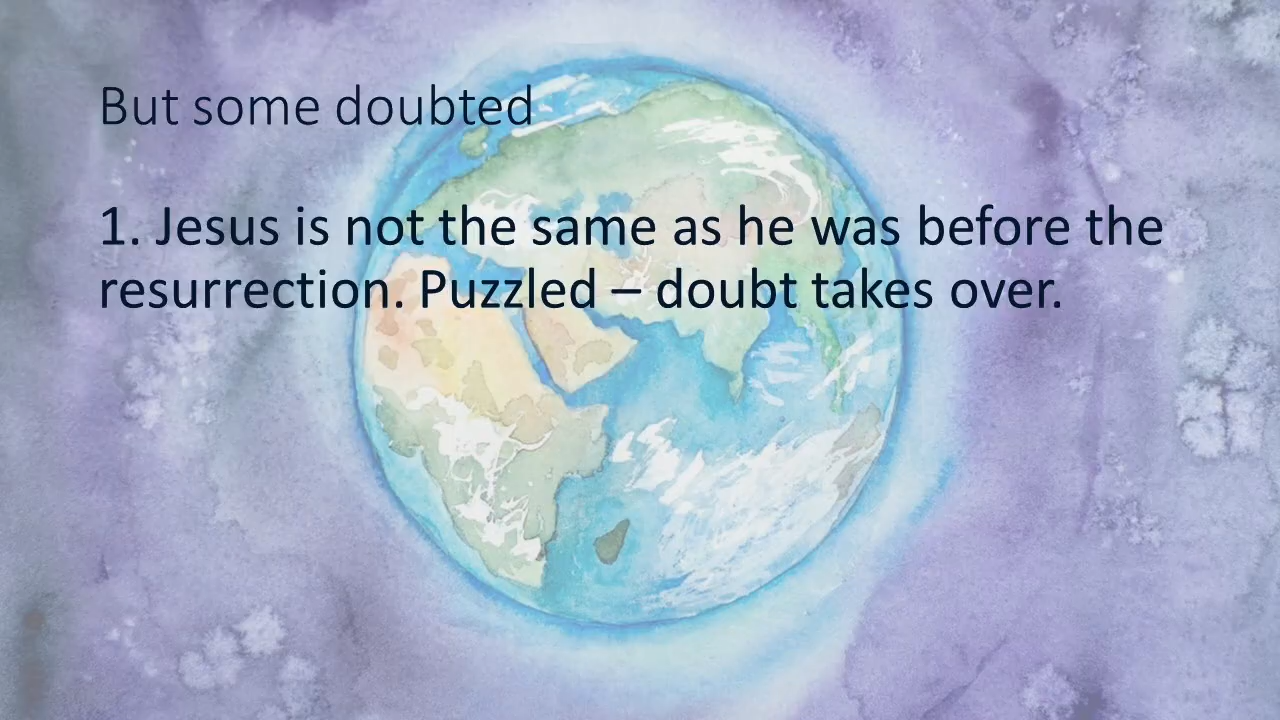 But some doubted
1. Jesus is not the same as he was before the
resurrection. Puzzled – doubt takes over.